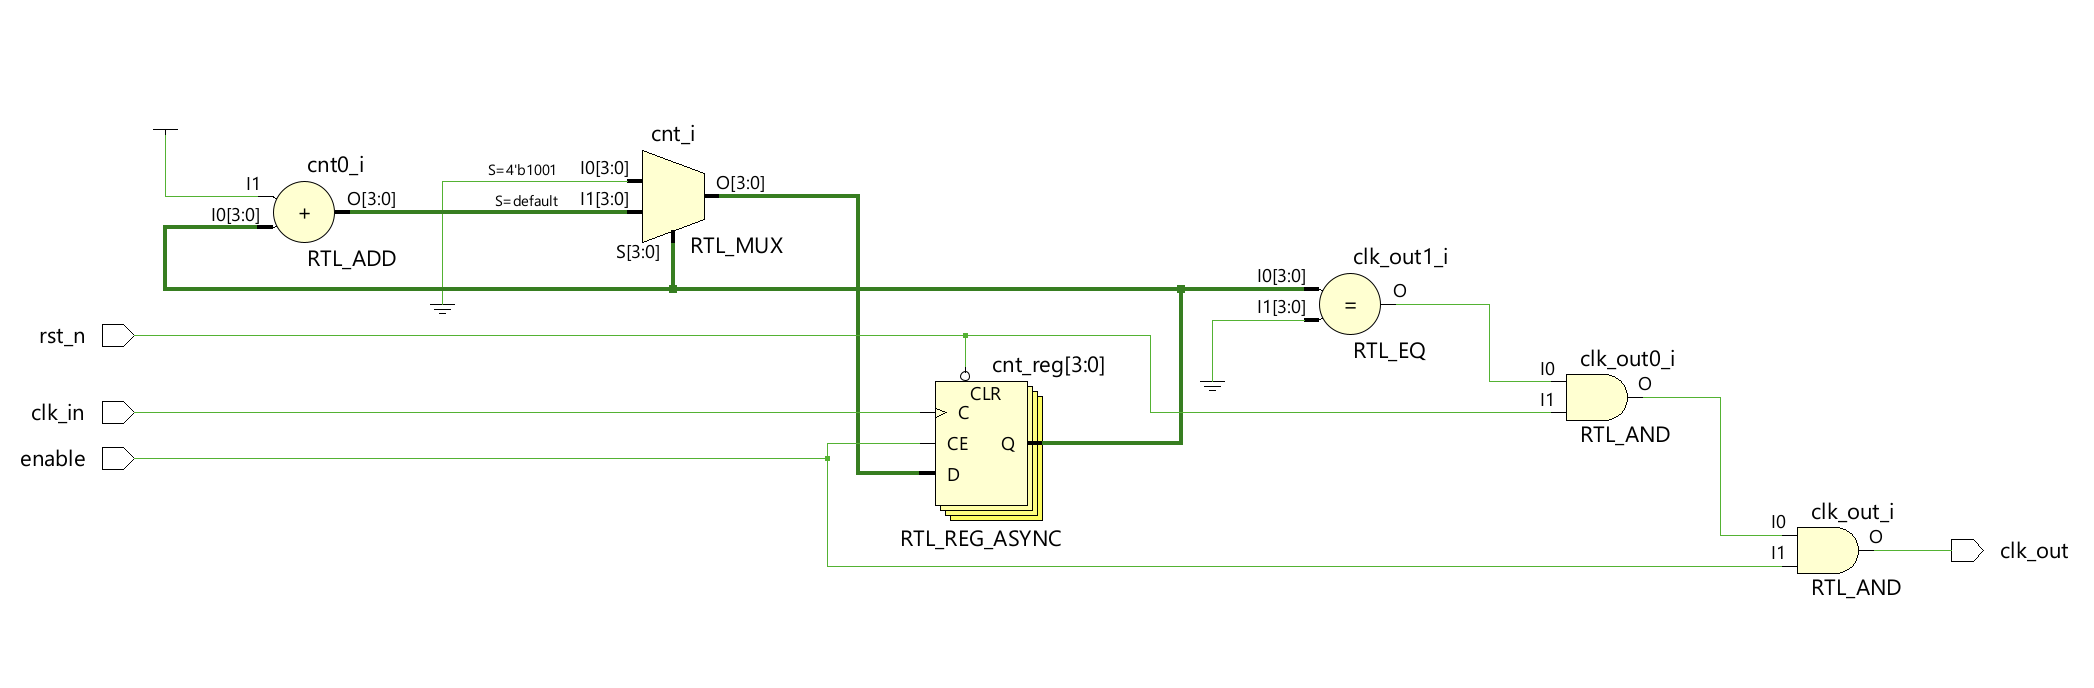 cnt_i
cnt0_i
S=4'b1001
I0[3:0]
I1
O[3:0]
O[3:0]
S=default
I1[3:0]
I0[3:0]
+
RTL_MUX
S[3:0]
RTL_ADD
clk_out1_i
I0[3:0]
O
I1[3:0]
=
rst_n
RTL_EQ
cnt_reg[3:0]
clk_out0_i
I0
O
CLR
I1
clk_in
C
RTL_AND
CE
Q
enable
D
clk_out_i
I0
O
RTL_REG_ASYNC
I1
clk_out
RTL_AND